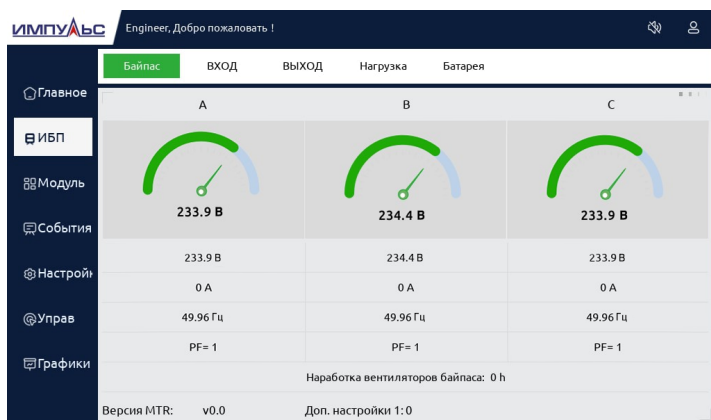 ИМПУЛЬС
Engineer, Добро пожаловать !
Байпас ВХОД ВЫХОД Нагрузка Батарея
Главное
ИБП
Модуль
События
Настройк
Управ
Графики
A B C
233.9 В 234.4 В 233.9 В
233.9 В 234.4 В 233.9 В
0 А 0 А 0 А
49.96 Гц 49.96 Гц 49.96 Гц
PF= 1 PF= 1 PF= 1
Наработка вентиляторов байпаса: 0 h
Версия MTR: v0.0 Доп. настройки 1: 0